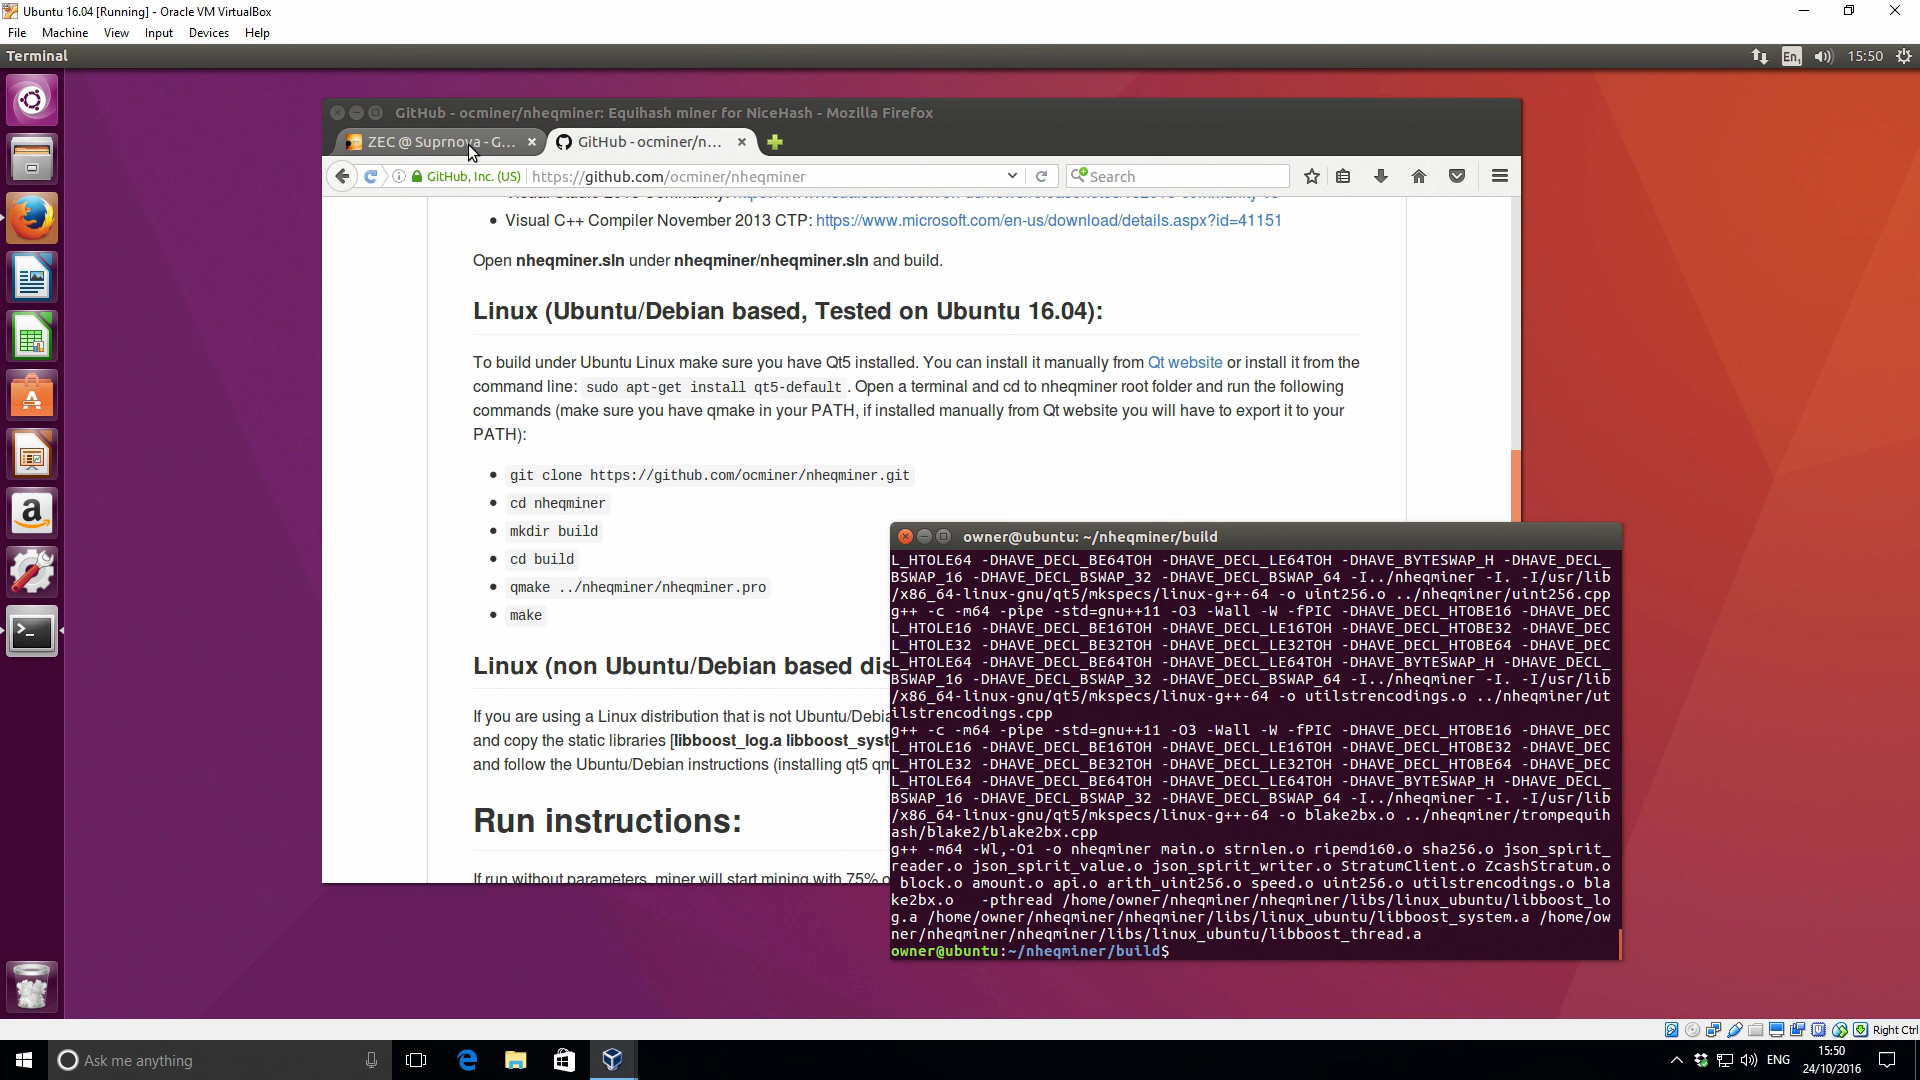 Ubuntu 16.04 [Running] - Oracle VM VirtualBox
File Machine View Input Devices Help
Terminal
En 15:50
GitHub - ocminer/nheqminer: Equihash miner for NiceHash - Mozilla Firefox
ZEC @ Suprnova - G... GitHub - ocminer/n...
GitHub, Inc. (US) https://github.com/ocminer/nheqminer Search
Visual C++ Compiler November 2013 CTP: https://www.microsoft.com/en-us/download/details.aspx?id=41151
Open nheqminer.sln under nheqminer/nheqminer.sln and build.
Linux (Ubuntu/Debian based, Tested on Ubuntu 16.04):
To build under Ubuntu Linux make sure you have Qt5 installed. You can install it manually from Qt website or install it from the
command line: sudo apt-get install qt5-default. Open a terminal and cd to nheqminer root folder and run the following
commands (make sure you have qmake in your PATH, if installed manually from Qt website you will have to export it to your
PATH):
git clone https://github.com/ocminer/nheqminer.git
cd nheqminer
mkdir build
cd build
qmake ../nheqminer/nheqminer.pro
make
Linux (non Ubuntu/Debian based dis
If you are using a Linux distribution that is not Ubuntu/Debia
and copy the static libraries [libboost_log.a libboost_syst
and follow the Ubuntu/Debian instructions (installing qt5 qm
Run instructions:
If run without parameters, miner will start mining with 75% o
owner@ubuntu: ~/nheqminer/build
L_HTOLE64 -DHAVE_DECL_BE64TOH -DHAVE_DECL_LE64TOH -DHAVE_BYTESWAP_H -DHAVE_DECL_
BSWAP_16 -DHAVE_DECL_BSWAP_32 -DHAVE_DECL_BSWAP_64 -I../nheqminer -I. -I/usr/lib
/x86_64-linux-gnu/qt5/mkspecs/linux-g++-64 -o uint256.o ../nheqminer/uint256.cpp
g++ -c -m64 -pipe -std=gnu++11 -O3 -Wall -W -fPIC -DHAVE_DECL_HTOBE16 -DHAVE_DEC
L_HTOLE16 -DHAVE_DECL_BE16TOH -DHAVE_DECL_LE16TOH -DHAVE_DECL_HTOBE32 -DHAVE_DEC
L_HTOLE32 -DHAVE_DECL_BE32TOH -DHAVE_DECL_LE32TOH -DHAVE_DECL_HTOBE64 -DHAVE_DEC
L_HTOLE64 -DHAVE_DECL_BE64TOH -DHAVE_DECL_LE64TOH -DHAVE_BYTESWAP_H -DHAVE_DECL_
BSWAP_16 -DHAVE_DECL_BSWAP_32 -DHAVE_DECL_BSWAP_64 -I../nheqminer -I. -I/usr/lib
/x86_64-linux-gnu/qt5/mkspecs/linux-g++-64 -o utilstrencodings.o ../nheqminer/ut
ilstrencodings.cpp
g++ -c -m64 -pipe -std=gnu++11 -O3 -Wall -W -fPIC -DHAVE_DECL_HTOBE16 -DHAVE_DEC
L_HTOLE16 -DHAVE_DECL_BE16TOH -DHAVE_DECL_LE16TOH -DHAVE_DECL_HTOBE32 -DHAVE_DEC
L_HTOLE32 -DHAVE_DECL_BE32TOH -DHAVE_DECL_LE32TOH -DHAVE_DECL_HTOBE64 -DHAVE_DEC
L_HTOLE64 -DHAVE_DECL_BE64TOH -DHAVE_DECL_LE64TOH -DHAVE_BYTESWAP_H -DHAVE_DECL_
BSWAP_16 -DHAVE_DECL_BSWAP_32 -DHAVE_DECL_BSWAP_64 -I../nheqminer -I. -I/usr/lib
/x86_64-linux-gnu/qt5/mkspecs/linux-g++-64 -o blake2bx.o ../nheqminer/trompequih
ash/blake2/blake2bx.cpp
g++ -m64 -Wl,-O1 -o nheqminer main.o strnlen.o ripemd160.o sha256.o json_spirit_
reader.o json_spirit_value.o json_spirit_writer.o StratumClient.o ZcashStratum.o
block.o amount.o api.o arith_uint256.o speed.o uint256.o utilstrencodings.o bla
ke2bx.o -pthread /home/owner/nheqminer/nheqminer/libs/linux_ubuntu/libboost_lo
g.a /home/owner/nheqminer/nheqminer/libs/linux_ubuntu/libboost_system.a /home/ow
ner/nheqminer/nheqminer/libs/linux_ubuntu/libboost_thread.a
owner@ubuntu:~/nheqminer/build$
Right Ctrl
Ask me anything
ENG
15:50
24/10/2016